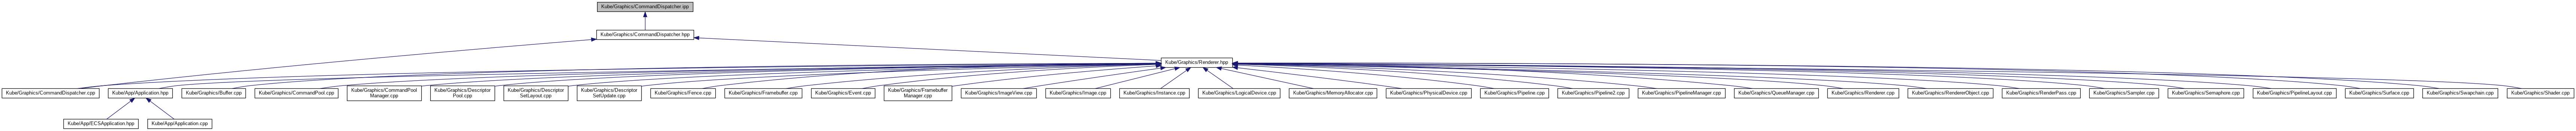 Kube/Graphics/CommandDispatcher.ipp
Kube/Graphics/CommandDispatcher.hpp
Kube/Graphics/Renderer.hpp
Kube/Graphics/CommandDispatcher.cpp
Kube/App/Application.hpp
Kube/Graphics/Buffer.cpp
Kube/Graphics/CommandPool.cpp
Kube/Graphics/CommandPool
Manager.cpp
Kube/Graphics/Descriptor
Pool.cpp
Kube/Graphics/Descriptor
SetLayout.cpp
Kube/Graphics/Descriptor
SetUpdate.cpp
Kube/Graphics/Fence.cpp
Kube/Graphics/Framebuffer.cpp
Kube/Graphics/Event.cpp
Kube/Graphics/Framebuffer
Manager.cpp
Kube/Graphics/ImageView.cpp
Kube/Graphics/Image.cpp
Kube/Graphics/Instance.cpp
Kube/Graphics/LogicalDevice.cpp
Kube/Graphics/MemoryAllocator.cpp
Kube/Graphics/PhysicalDevice.cpp
Kube/Graphics/Pipeline.cpp
Kube/Graphics/Pipeline2.cpp
Kube/Graphics/PipelineManager.cpp
Kube/Graphics/QueueManager.cpp
Kube/Graphics/Renderer.cpp
Kube/Graphics/RendererObject.cpp
Kube/Graphics/RenderPass.cpp
Kube/Graphics/Sampler.cpp
Kube/Graphics/Semaphore.cpp
Kube/Graphics/PipelineLayout.cpp
Kube/Graphics/Surface.cpp
Kube/Graphics/Swapchain.cpp
Kube/Graphics/Shader.cpp
Kube/App/ECSApplication.hpp
Kube/App/Application.cpp